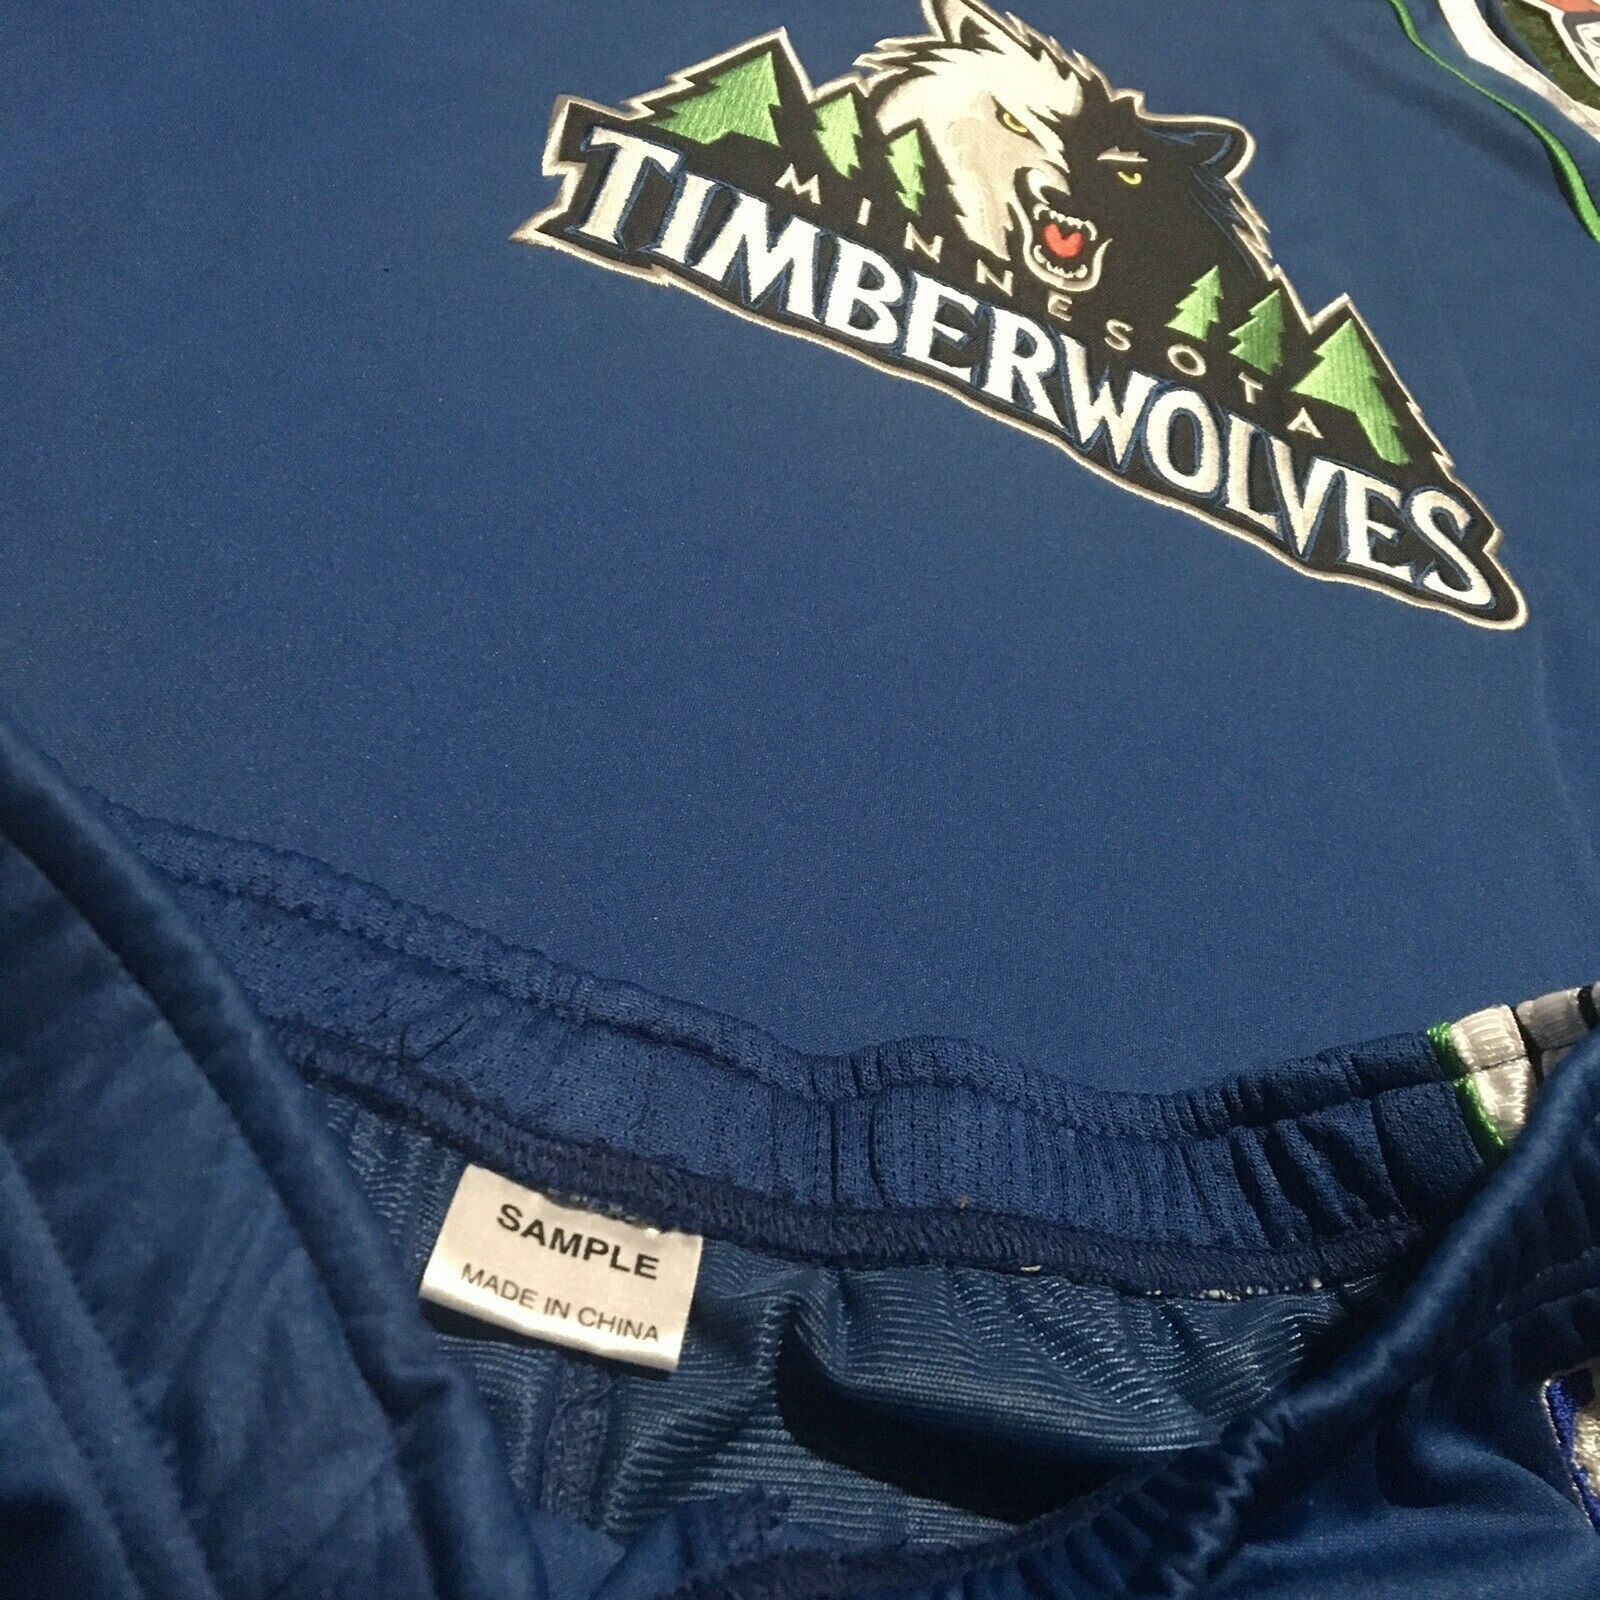 MINNESOTA
TIMBERWOLVES
SAMPLE
MADE IN CHINA